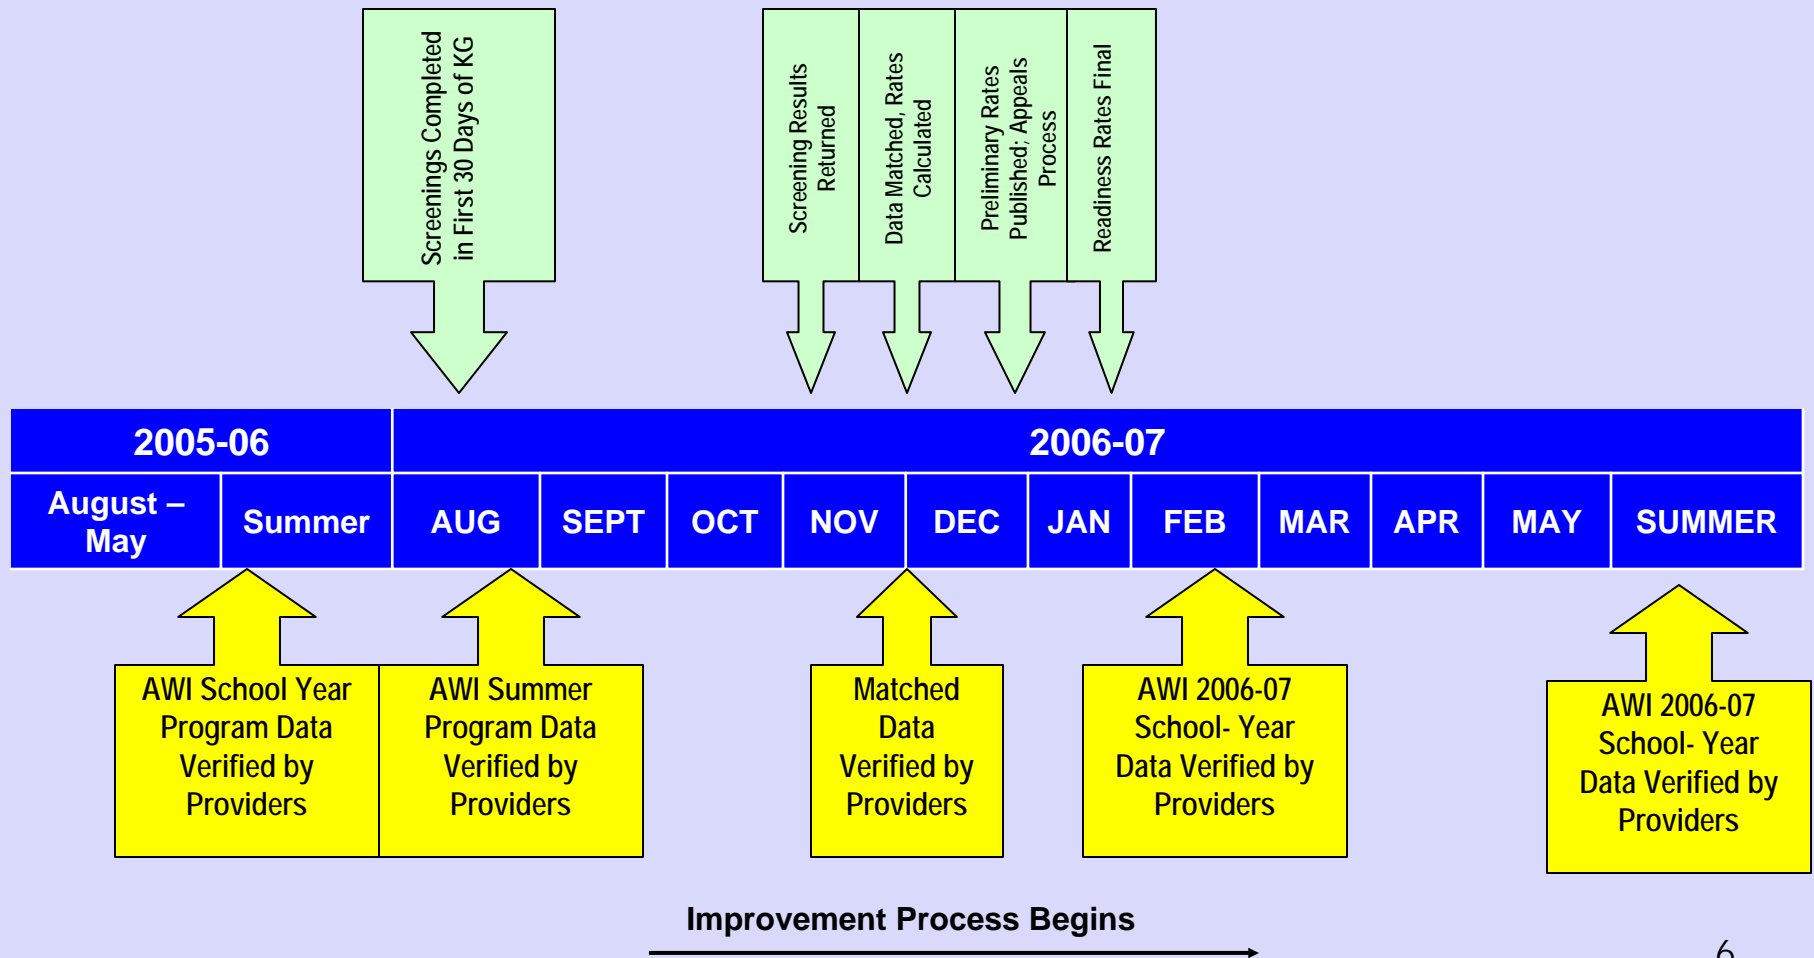 Screenings Completed
in First 30 Days of KG
Screening Results
Returned
Data Matched, Rates
Calculated
Preliminary Rates
Published; Appeals
Process
Readiness Rates Final
2005-06
2006-07
August –
May
Summer
AUG
SEPT
OCT
NOV
DEC
JAN
FEB
MAR
APR
MAY
SUMMER
AWI School Year
Program Data
Verified by
Providers
AWI Summer
Program Data
Verified by
Providers
Matched
Data
Verified by
Providers
AWI 2006-07
School- Year
Data Verified by
Providers
AWI 2006-07
School- Year
Data Verified by
Providers
Improvement Process Begins
6